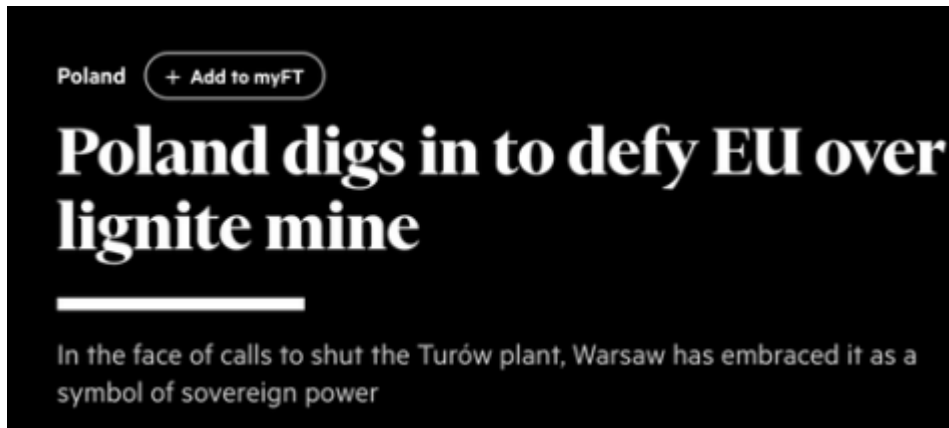 Poland + Add to myFT
Poland digs in to defy EU over
lignite mine
In the face of calls to shut the Turów plant, Warsaw has embraced it as a
symbol of sovereign power